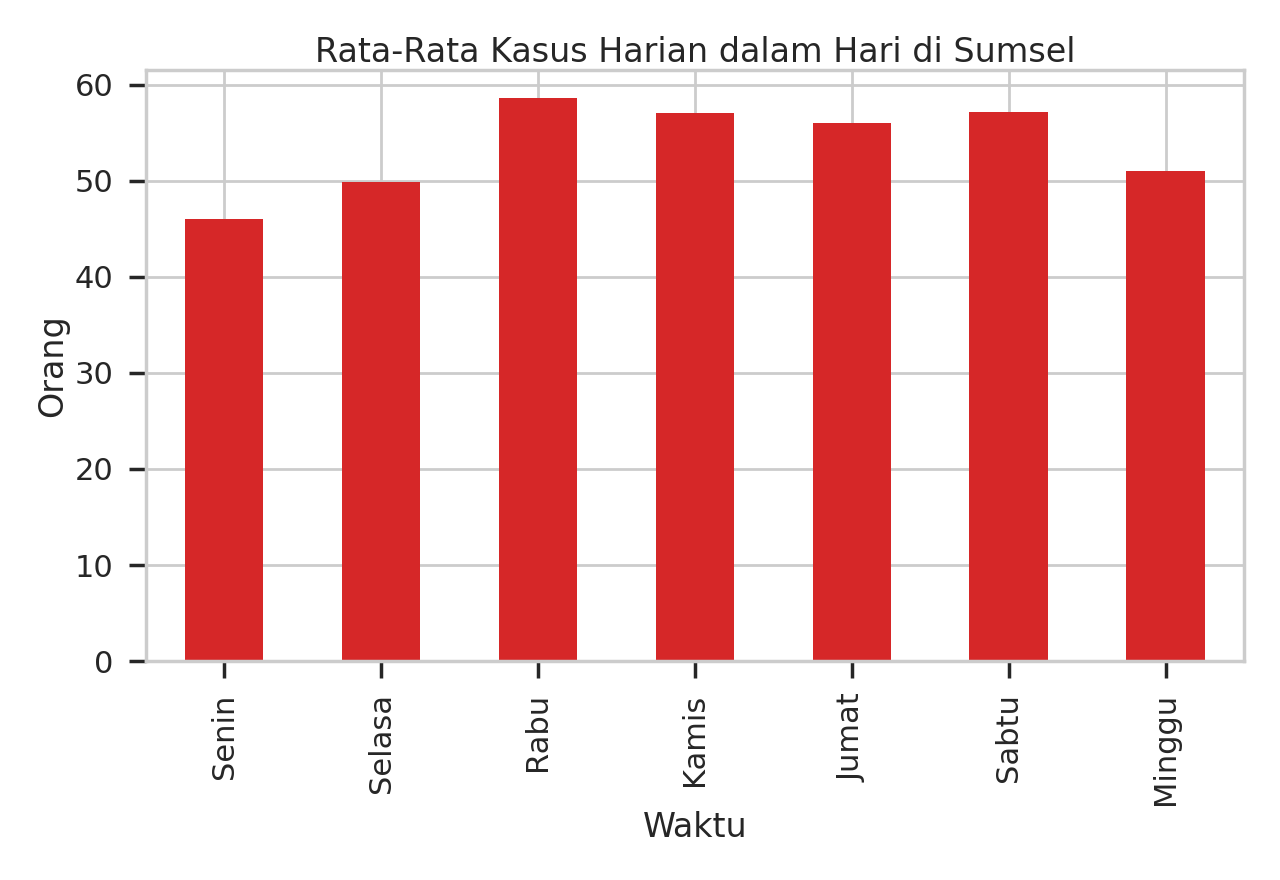 Rata-Rata Kasus Harian dalam Hari di Sumsel
Orang
60
50
40
30
20
10
0
Senin
Selasa
Rabu
Kamis
Jumat
Sabtu
Minggu
Waktu